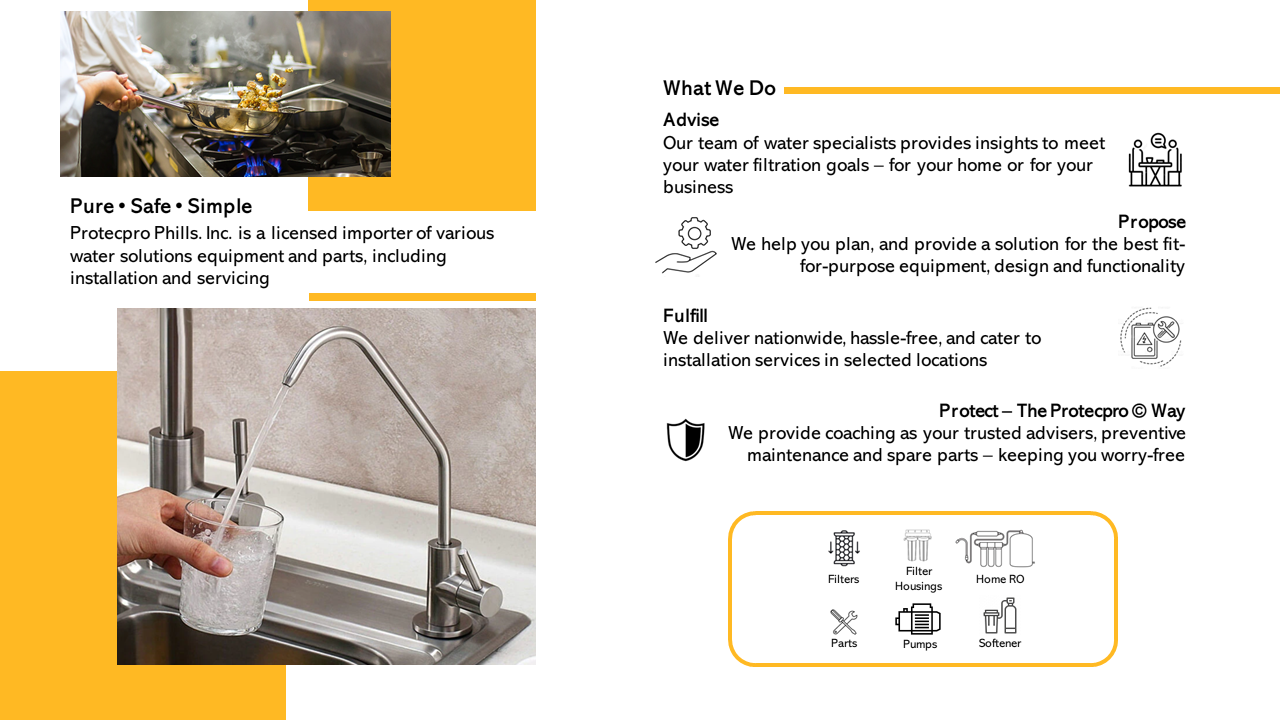 Pure • Safe • Simple
Protecpro Phills. Inc. is a licensed importer of various
water solutions equipment and parts, including
installation and servicing
What We Do
Advise
Our team of water specialists provides insights to meet
your water filtration goals – for your home or for your
business
Propose
We help you plan, and provide a solution for the best fit-
for-purpose equipment, design and functionality
Fulfill
We deliver nationwide, hassle-free, and cater to
installation services in selected locations
Protect – The Protecpro © Way
We provide coaching as your trusted advisers, preventive
maintenance and spare parts – keeping you worry-free
Filters
Filter
Housings
Home RO
Parts
Pumps
Softener